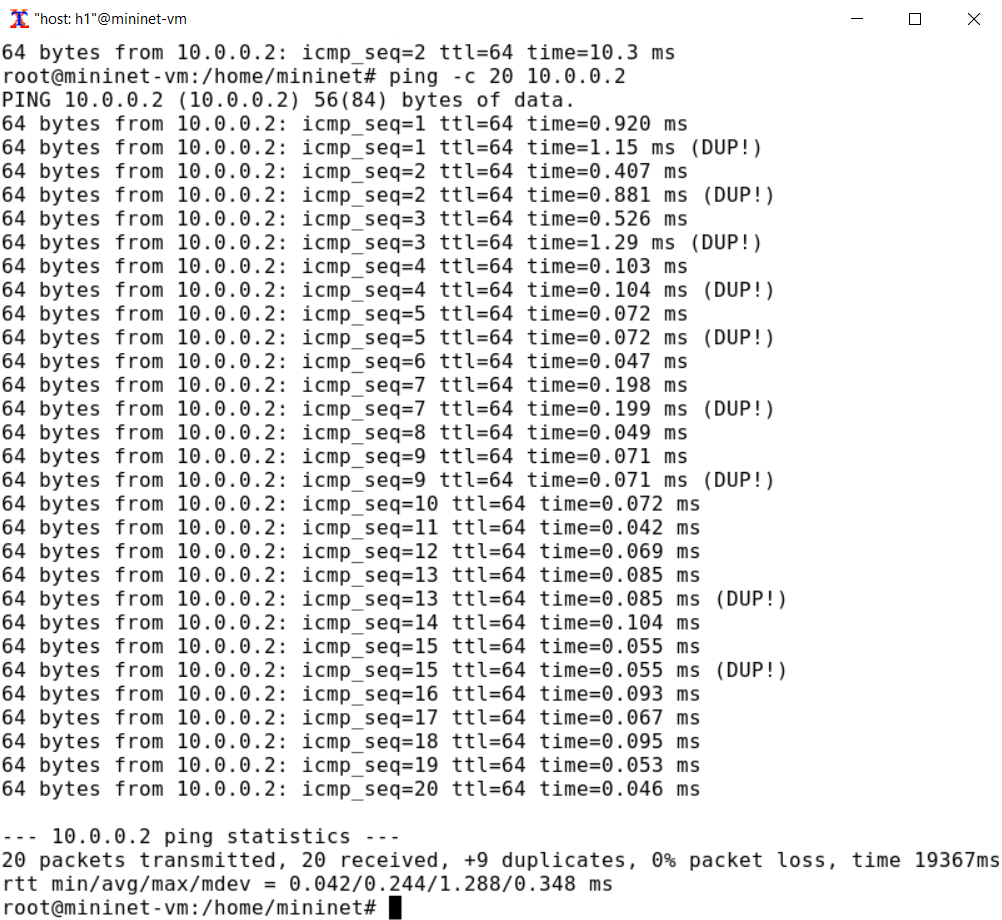 "host: h1"@mininet-vm
64 bytes from 10.0.0.2: icmp_seq=2 ttl=64 time=10.3 ms
root@mininet-vm:/home/mininet# ping -c 20 10.0.0.2
PING 10.0.0.2 (10.0.0.2) 56(84) bytes of data.
64 bytes from 10.0.0.2: icmp_seq=1 ttl=64 time=0.920 ms
64 bytes from 10.0.0.2: icmp_seq=1 ttl=64 time=1.15 ms (DUP!)
64 bytes from 10.0.0.2: icmp_seq=2 ttl=64 time=0.407 ms
64 bytes from 10.0.0.2: icmp_seq=2 ttl=64 time=0.881 ms (DUP!)
64 bytes from 10.0.0.2: icmp_seq=3 ttl=64 time=0.526 ms
64 bytes from 10.0.0.2: icmp_seq=3 ttl=64 time=1.29 ms (DUP!)
64 bytes from 10.0.0.2: icmp_seq=4 ttl=64 time=0.103 ms
64 bytes from 10.0.0.2: icmp_seq=4 ttl=64 time=0.104 ms (DUP!)
64 bytes from 10.0.0.2: icmp_seq=5 ttl=64 time=0.072 ms
64 bytes from 10.0.0.2: icmp_seq=5 ttl=64 time=0.072 ms (DUP!)
64 bytes from 10.0.0.2: icmp_seq=6 ttl=64 time=0.047 ms
64 bytes from 10.0.0.2: icmp_seq=7 ttl=64 time=0.198 ms
64 bytes from 10.0.0.2: icmp_seq=7 ttl=64 time=0.199 ms (DUP!)
64 bytes from 10.0.0.2: icmp_seq=8 ttl=64 time=0.049 ms
64 bytes from 10.0.0.2: icmp_seq=9 ttl=64 time=0.071 ms
64 bytes from 10.0.0.2: icmp_seq=9 ttl=64 time=0.071 ms (DUP!)
64 bytes from 10.0.0.2: icmp_seq=10 ttl=64 time=0.072 ms
64 bytes from 10.0.0.2: icmp_seq=11 ttl=64 time=0.042 ms
64 bytes from 10.0.0.2: icmp_seq=12 ttl=64 time=0.069 ms
64 bytes from 10.0.0.2: icmp_seq=13 ttl=64 time=0.085 ms
64 bytes from 10.0.0.2: icmp_seq=13 ttl=64 time=0.085 ms (DUP!)
64 bytes from 10.0.0.2: icmp_seq=14 ttl=64 time=0.104 ms
64 bytes from 10.0.0.2: icmp_seq=15 ttl=64 time=0.055 ms
64 bytes from 10.0.0.2: icmp_seq=15 ttl=64 time=0.055 ms (DUP!)
64 bytes from 10.0.0.2: icmp_seq=16 ttl=64 time=0.093 ms
64 bytes from 10.0.0.2: icmp_seq=17 ttl=64 time=0.067 ms
64 bytes from 10.0.0.2: icmp_seq=18 ttl=64 time=0.095 ms
64 bytes from 10.0.0.2: icmp_seq=19 ttl=64 time=0.053 ms
64 bytes from 10.0.0.2: icmp_seq=20 ttl=64 time=0.046 ms
--- 10.0.0.2 ping statistics ---
20 packets transmitted, 20 received, +9 duplicates, 0% packet loss, time 19367ms
rtt min/avg/max/mdev = 0.042/0.244/1.288/0.348 ms
root@mininet-vm:/home/mininet#